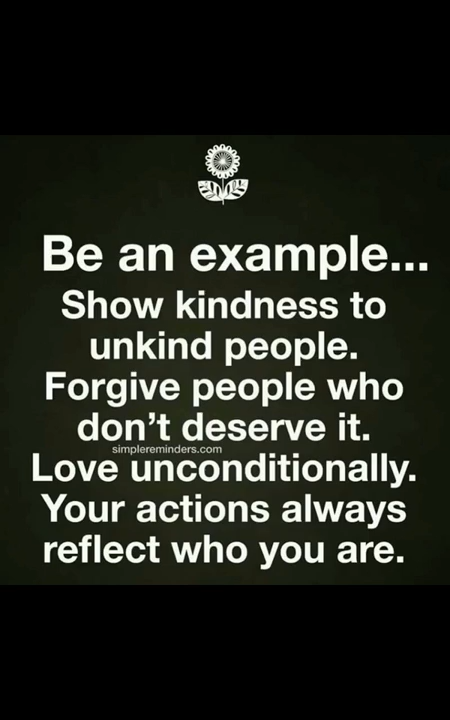 Be an example...
Show kindness to
unkind people.
Forgive people who
don’t deserve it.
simplereminders.com
Love unconditionally.
Your actions always
reflect who you are.